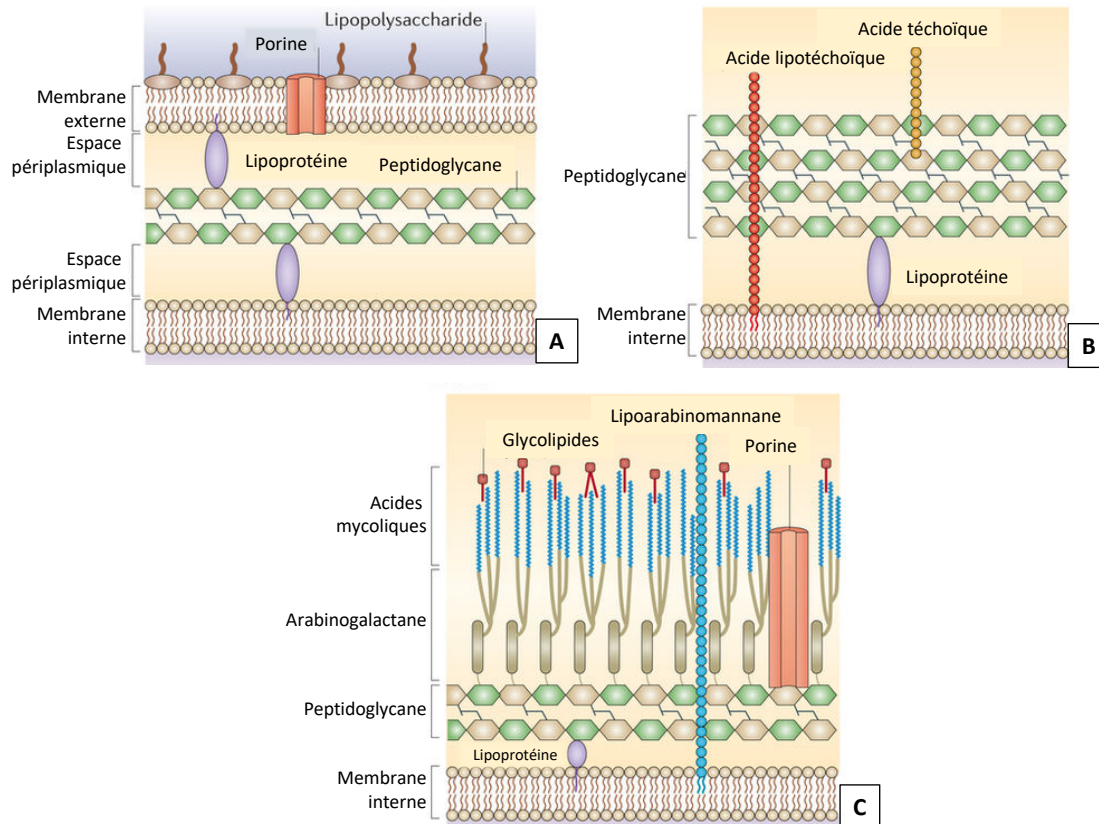 Lipopolysaccharide
Porine
Membrane
externe
Espace
périplasmique
Lipoprotéine
Peptidoglycane
Espace
périplasmique
Membrane
interne
A
Acide téchoïque
Acide lipotéchoïque
Peptidoglycane
Lipoprotéine
Membrane
interne
B
Lipoarabinomannane
Glycolipides
Porine
Acides
mycoliques
Arabinogalactane
Peptidoglycane
Lipoprotéine
Membrane
interne
C